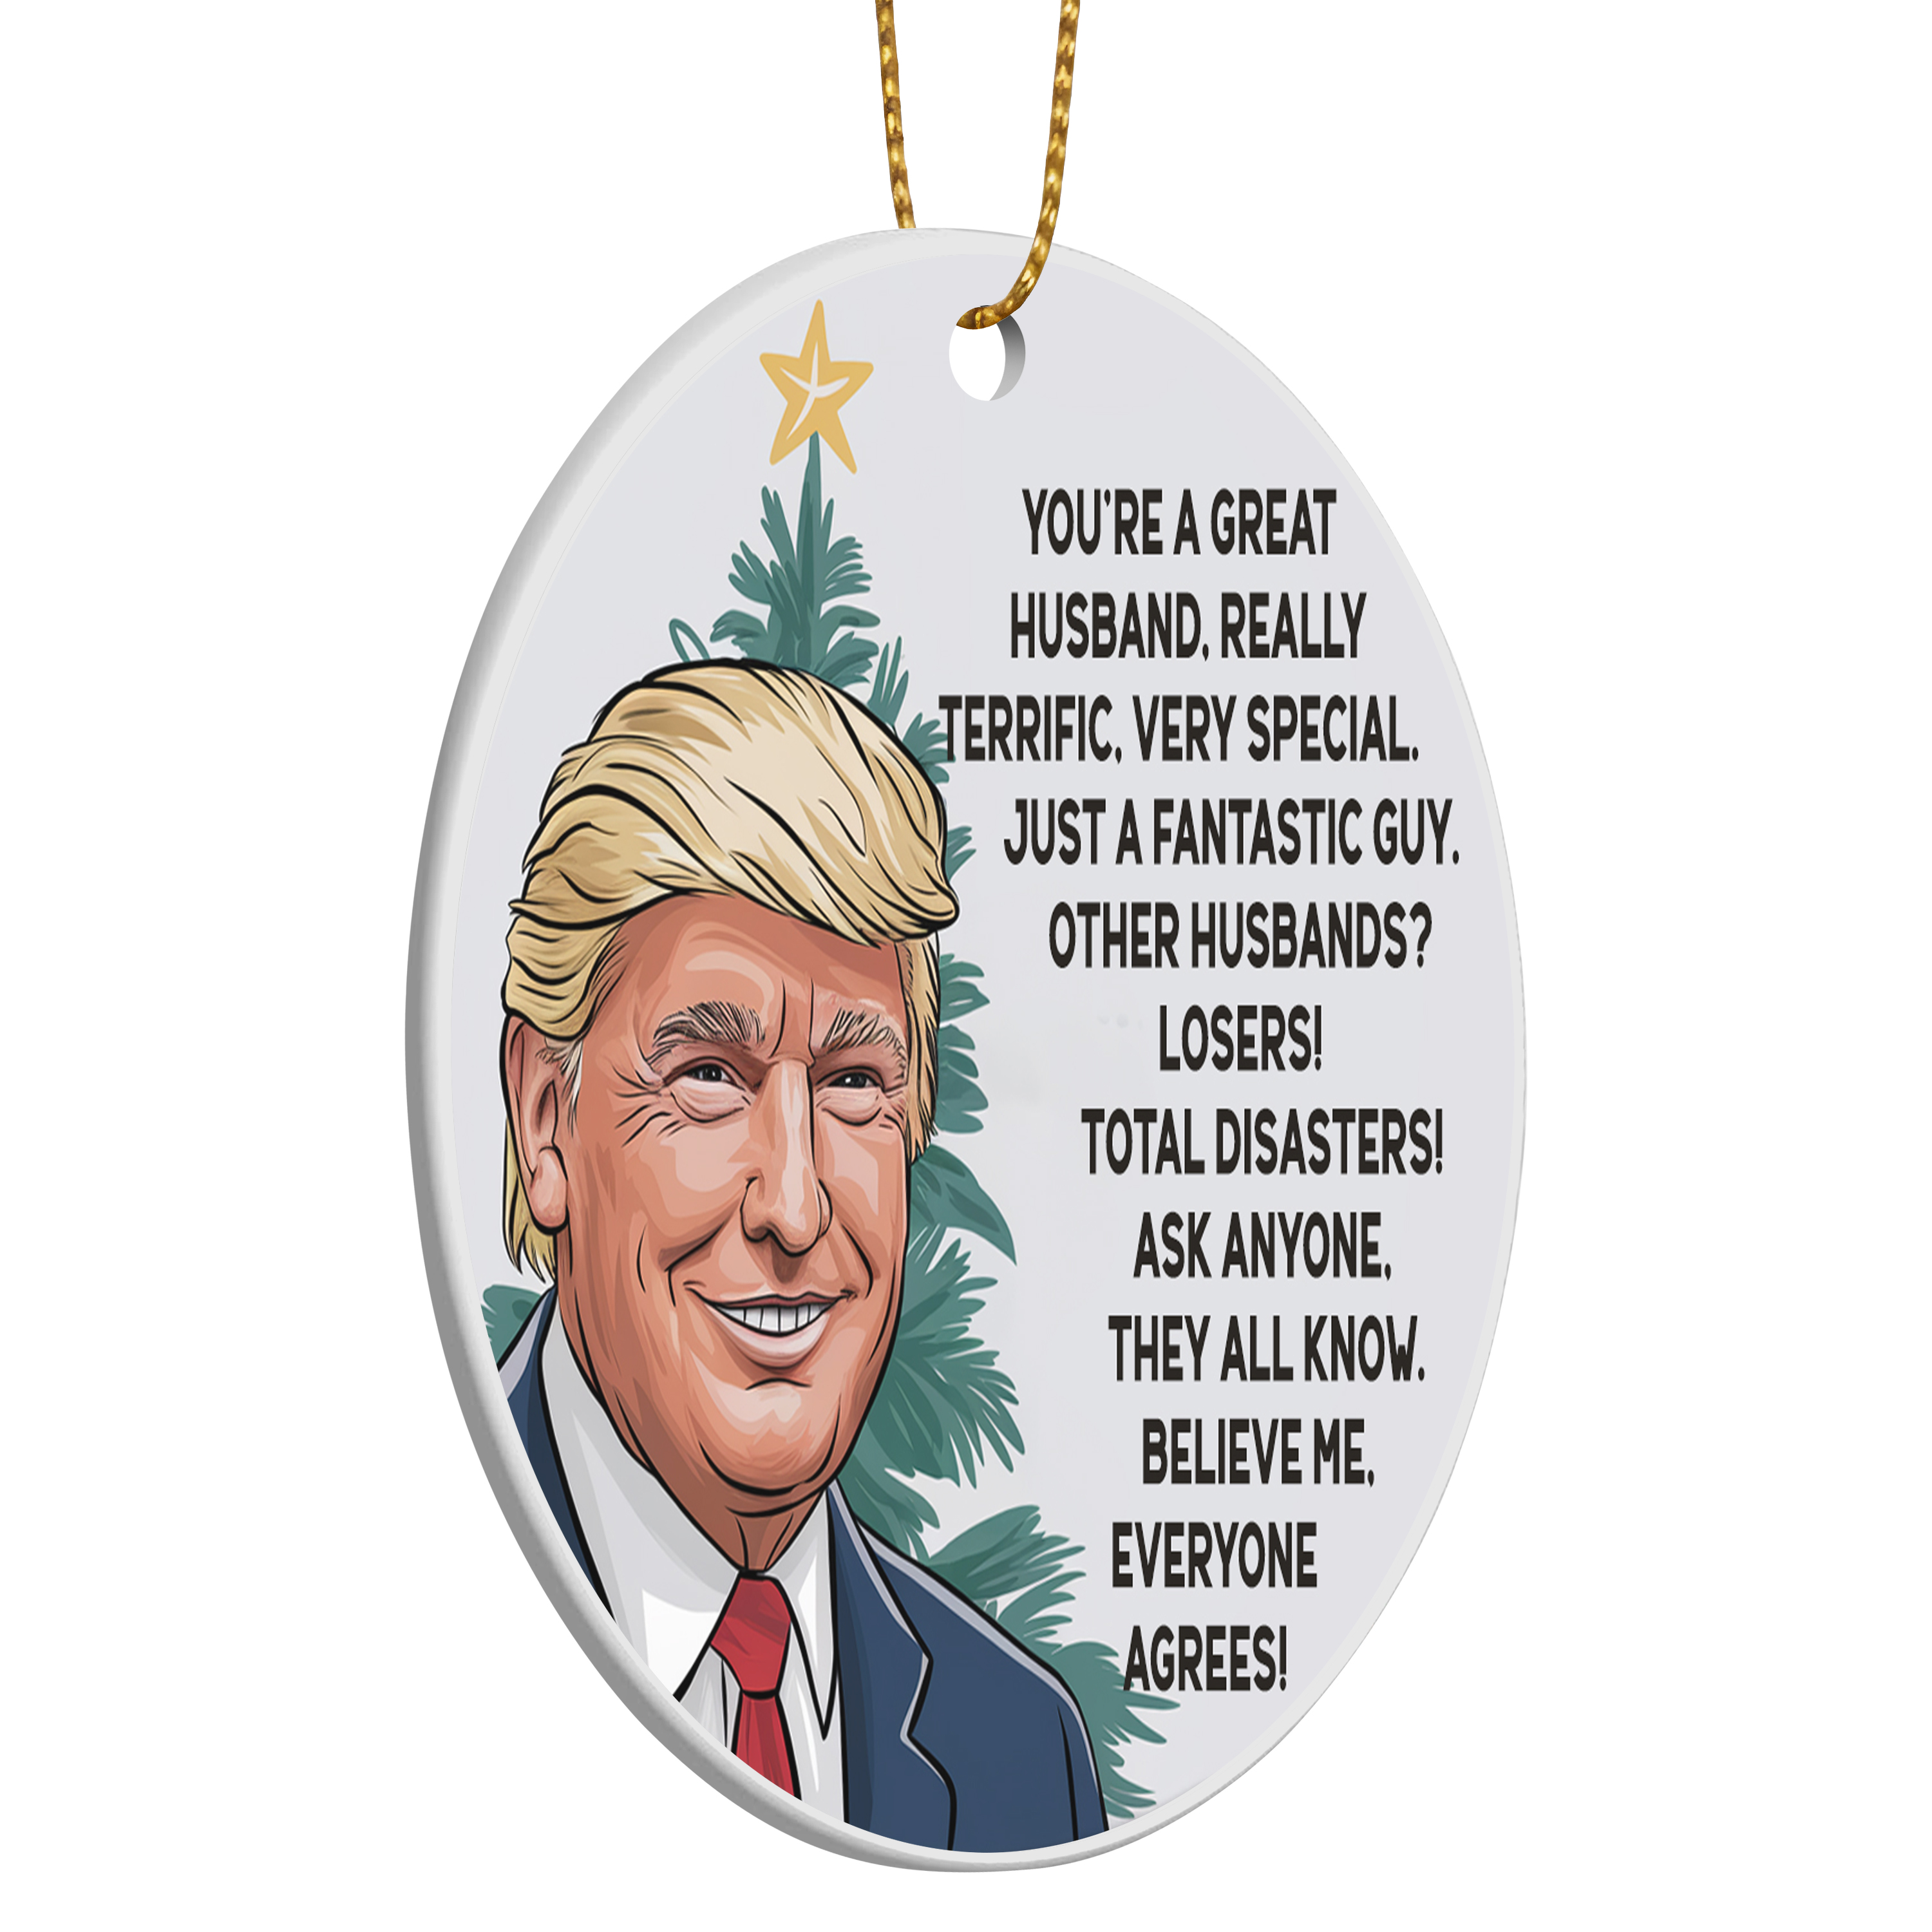 YOU'RE A GREAT
HUSBAND, REALLY
TERRIFIC, VERY SPECIAL.
JUST A FANTASTIC GUY.
OTHER HUSBANDS?
LOSERS!
TOTAL DISASTERS!
ASK ANYONE,
THEY ALL KNOW.
BELIEVE ME,
EVERYONE
AGREES!